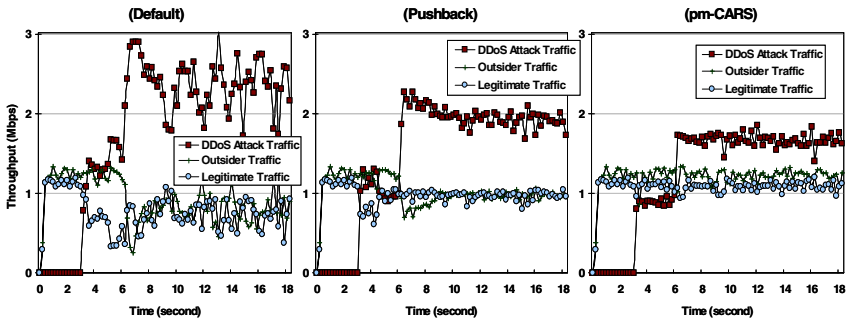 (Default)
(Pushback)
(pm-CARS)
Throughput (Mbps)
3
2
1
0
DDoS Attack Traffic
Outsider Traffic
Legitimate Traffic
0 2 4 6 8 10 12 14 16 18
Time (second)
3
2
1
0
DDoS Attack Traffic
Outsider Traffic
Legitimate Traffic
0 2 4 6 8 10 12 14 16 18
Time (second)
3
2
1
0
DDoS Attack Traffic
Outsider Traffic
Legitimate Traffic
0 2 4 6 8 10 12 14 16 18
Time (second)